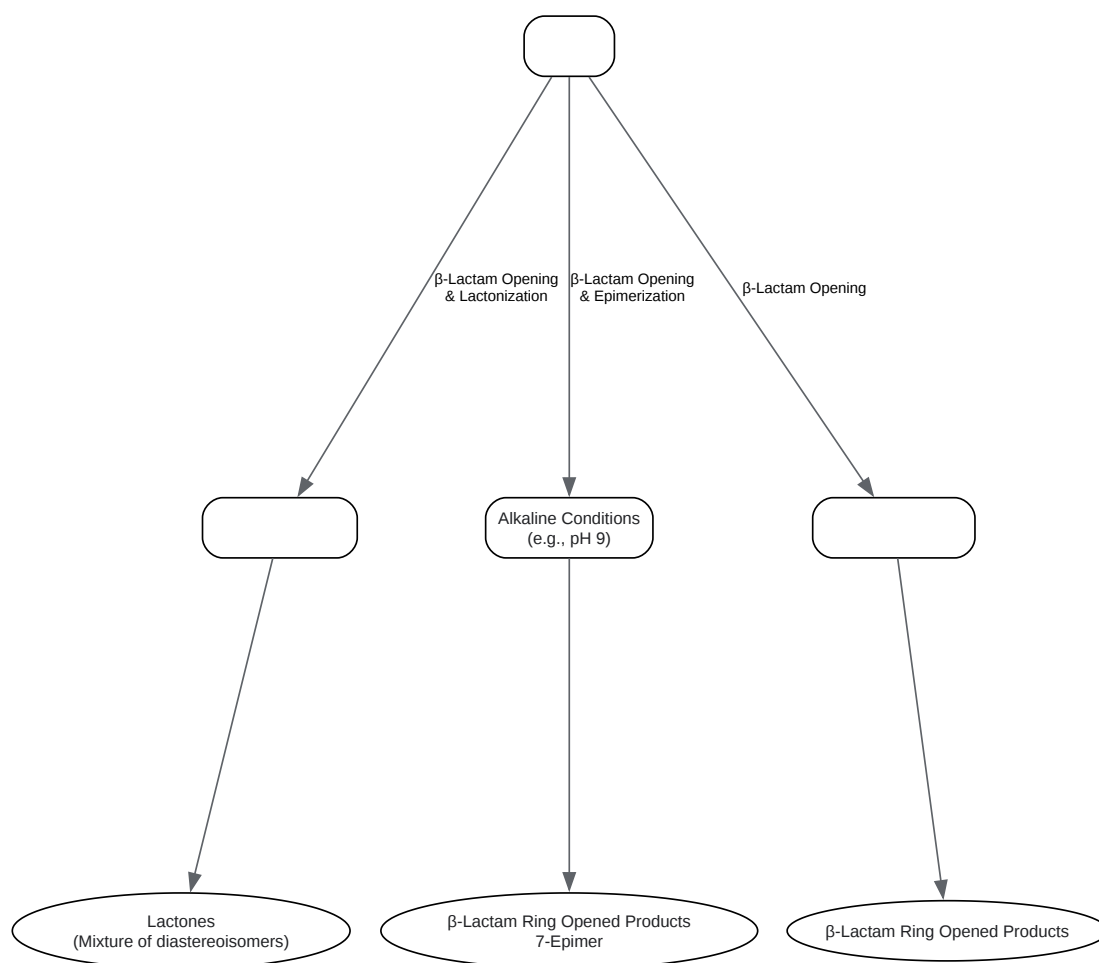 β-Lactam Opening
& Lactonization
β-Lactam Opening
& Epimerization
β-Lactam Opening
Alkaline Conditions
(e.g., pH 9)
Lactones
(Mixture of diastereoisomers)
β-Lactam Ring Opened Products
7-Epimer
β-Lactam Ring Opened Products